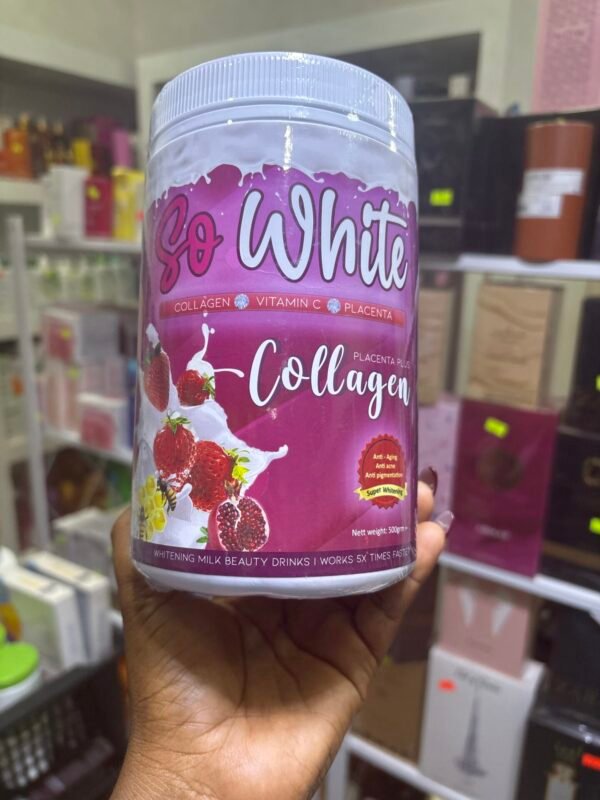 So White
COLLAGEN VITAMIN C PLACENTA
PLACENTA PLUS
Collagen
Anti - Aging
Anti acne
Anti pigmentation
Super Whitening
Nett weight: 500grm
WHITENING MILK BEAUTY DRINKS I WORKS 5X TIMES FASTER